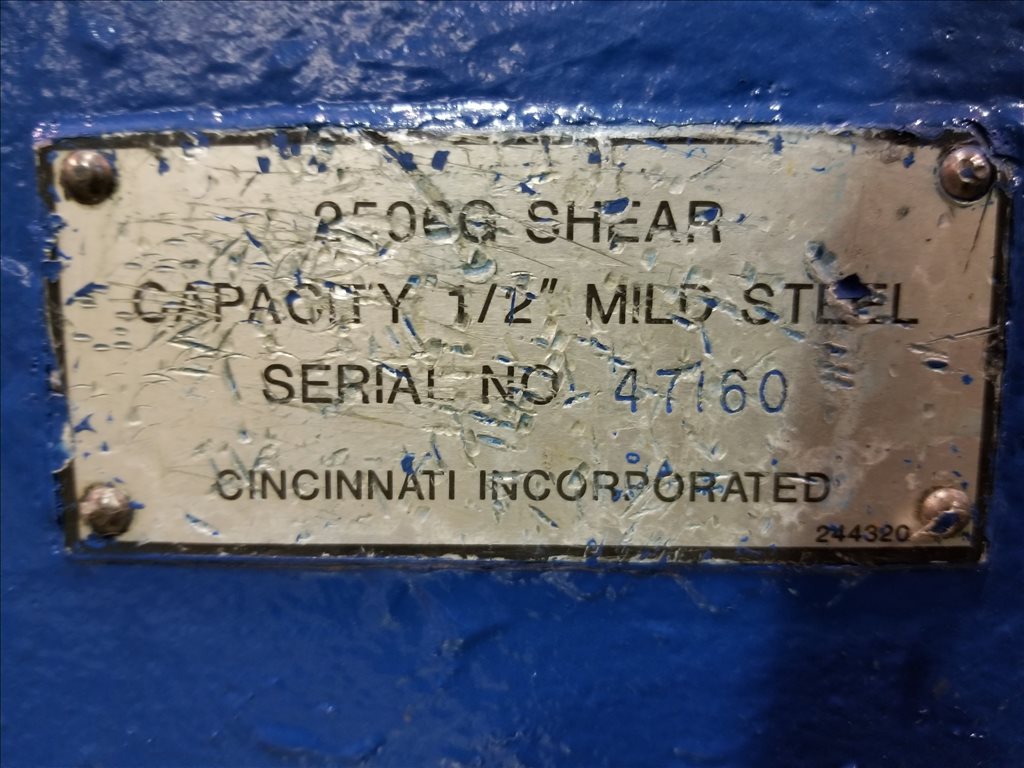 2506G SHEAR
CAPACITY 1/2" MILD STEEL
SERIAL NO. 47160
CINCINNATI INCORPORATED
244320